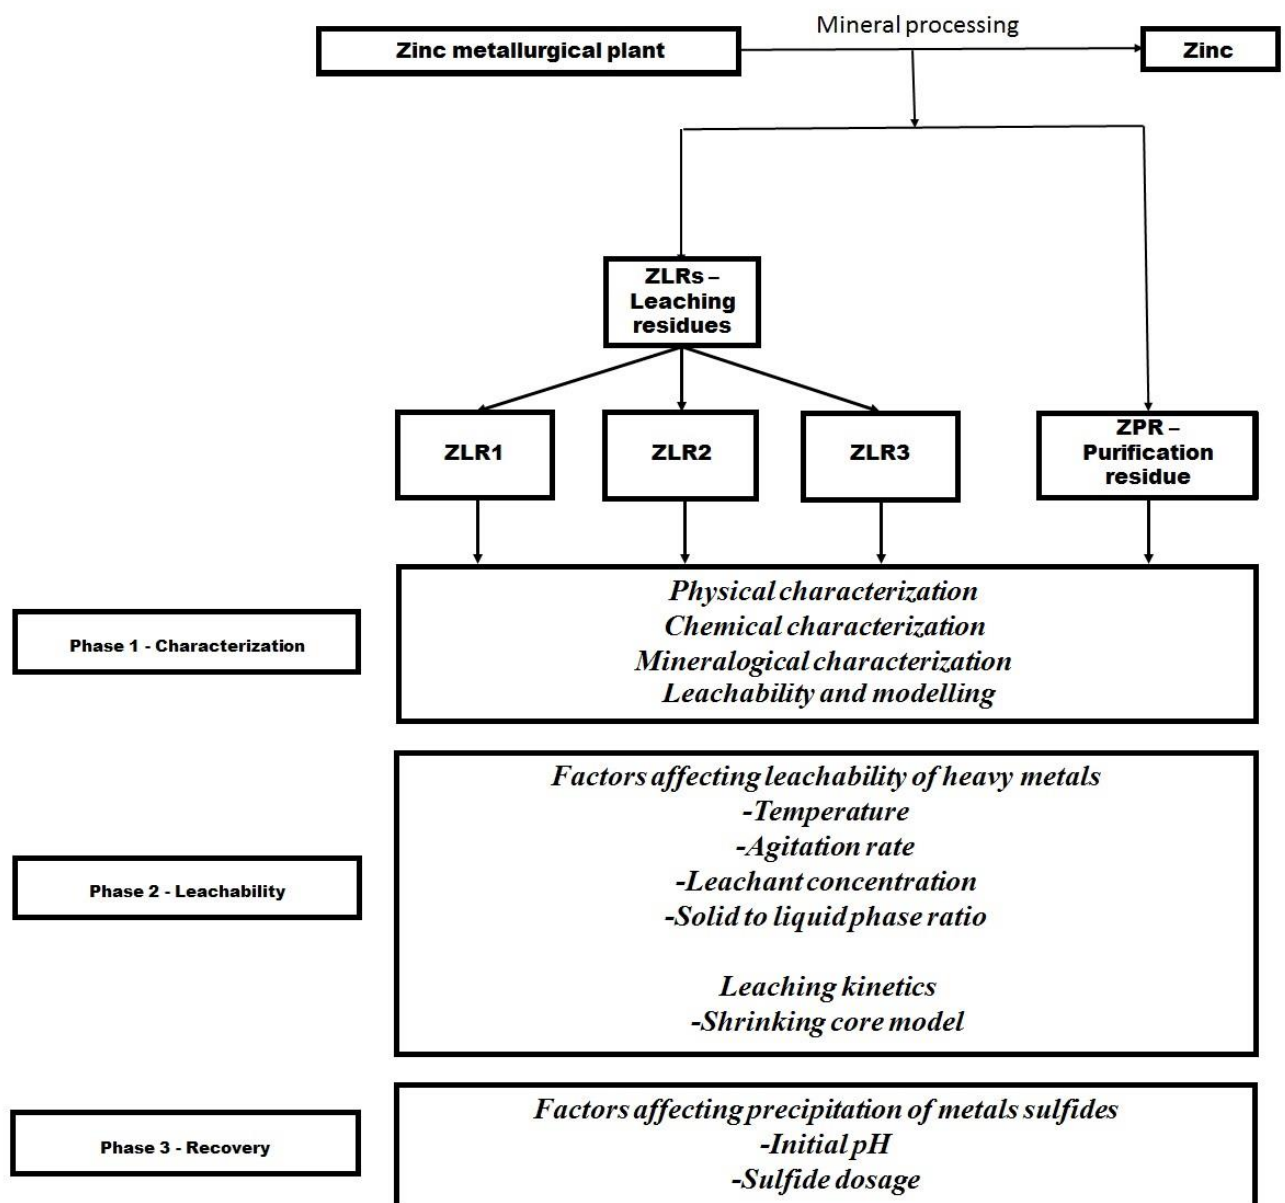 Mineral processing
Zinc metallurgical plant
Zinc
ZLRs –
Leaching
residues
ZLR1
ZLR2
ZLR3
ZPR –
Purification
residue
Phase 1 - Characterization
Physical characterization
Chemical characterization
Mineralogical characterization
Leachability and modelling
Phase 2 - Leachability
Factors affecting leachability of heavy metals
-Temperature
-Agitation rate
-Leachant concentration
-Solid to liquid phase ratio
Leaching kinetics
-Shrinking core model
Phase 3 - Recovery
Factors affecting precipitation of metals sulfides
-Initial pH
-Sulfide dosage